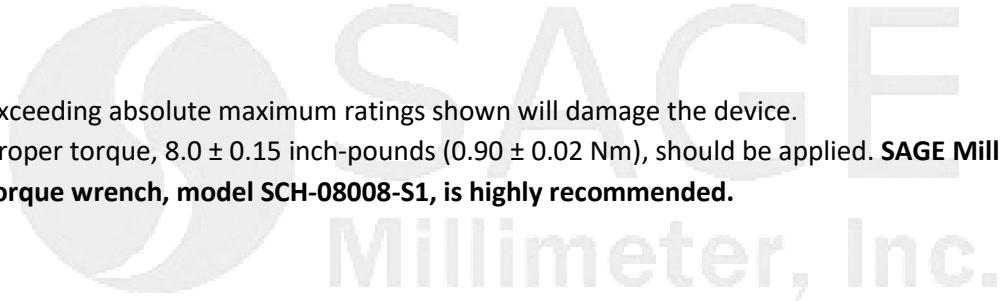 SAGE
xceeding absolute maximum ratings shown will damage the device.
roper torque, 8.0 ± 0.15 inch-pounds (0.90 ± 0.02 Nm), should be applied. SAGE Mill
orque wrench, model SCH-08008-S1, is highly recommended.
Millimeter, Inc.